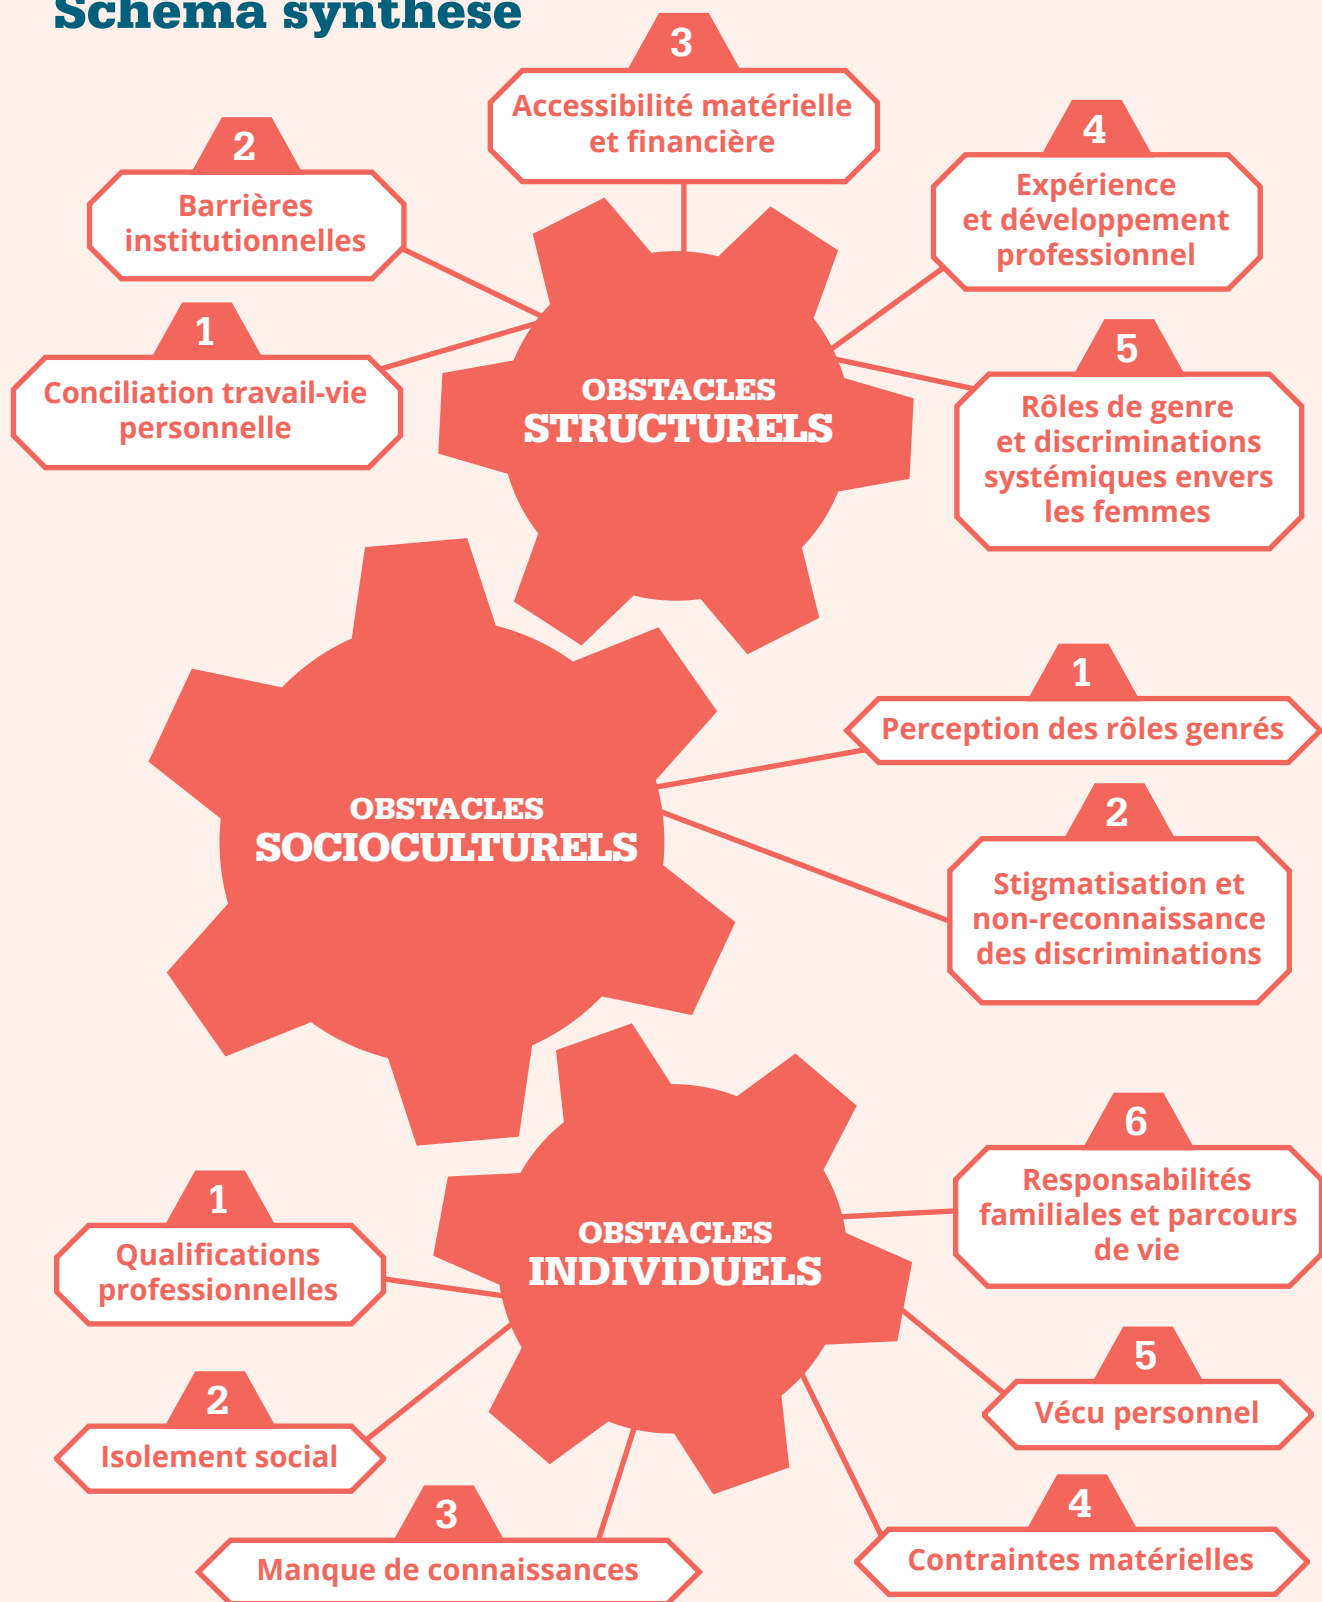 Schéma synthèse
3
Accessibilité matérielle
et financière
2
Barrières
institutionnelles
4
Expérience
et développement
professionnel
1
Conciliation travail-vie
personnelle
5
Rôles de genre
et discriminations
systémiques envers
les femmes
OBSTACLES
STRUCTURELS
1
Perception des rôles genrés
2
Stigmatisation et
non-reconnaissance
des discriminations
OBSTACLES
SOCIOCULTURELS
6
Responsabilités
familiales et parcours
de vie
1
Qualifications
professionnelles
OBSTACLES
INDIVIDUELS
5
Vécu personnel
2
Isolement social
4
Contraintes matérielles
3
Manque de connaissances